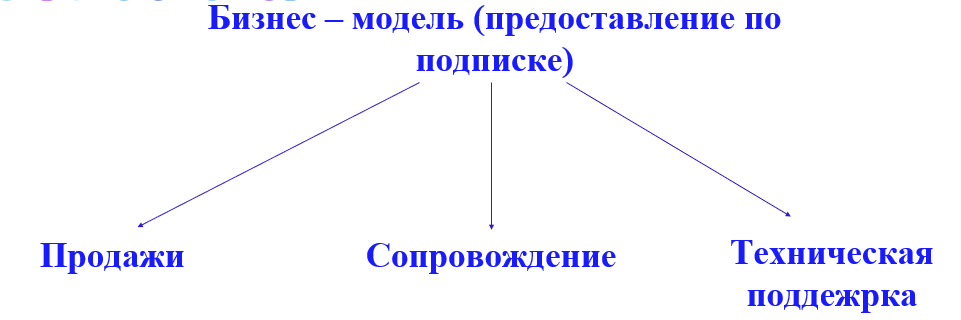 Бизнес – модель (предоставление по
подписке)
Продажи
Сопровождение
Техническая
поддежрка